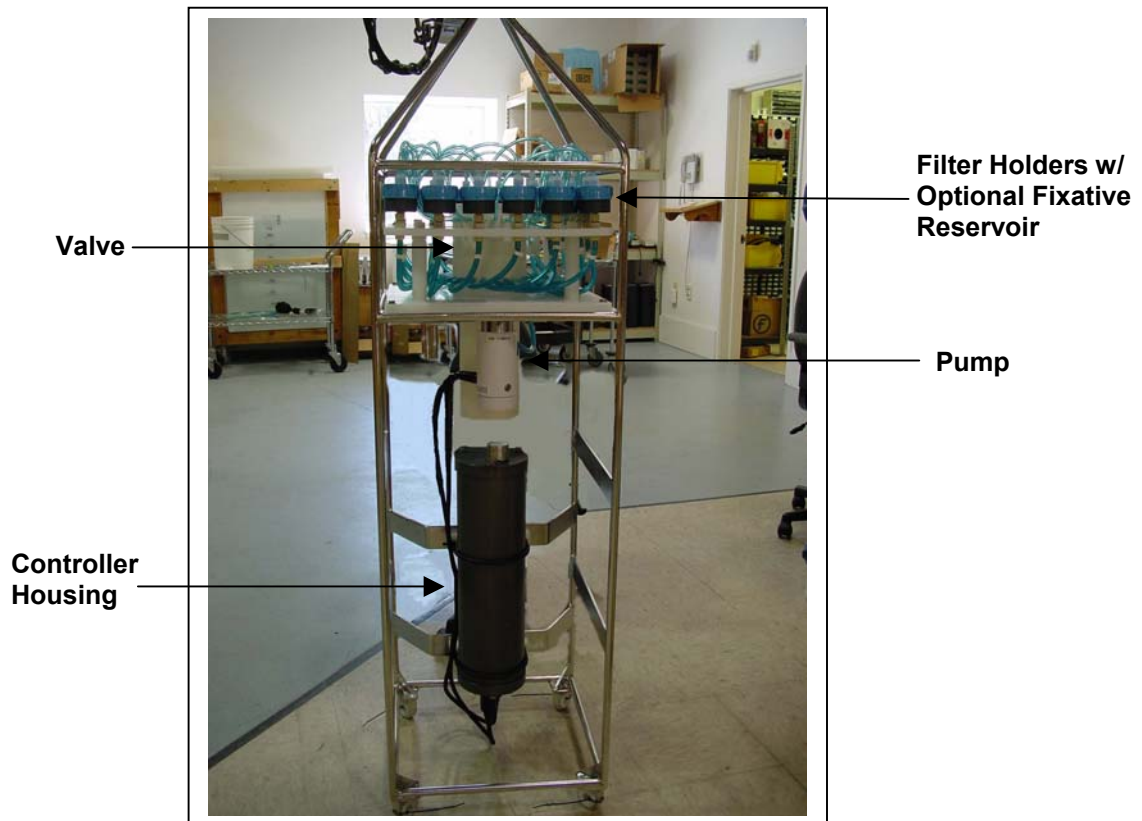 Filter Holders w/
Optional Fixative
Reservoir
Valve
Pump
Controller
Housing